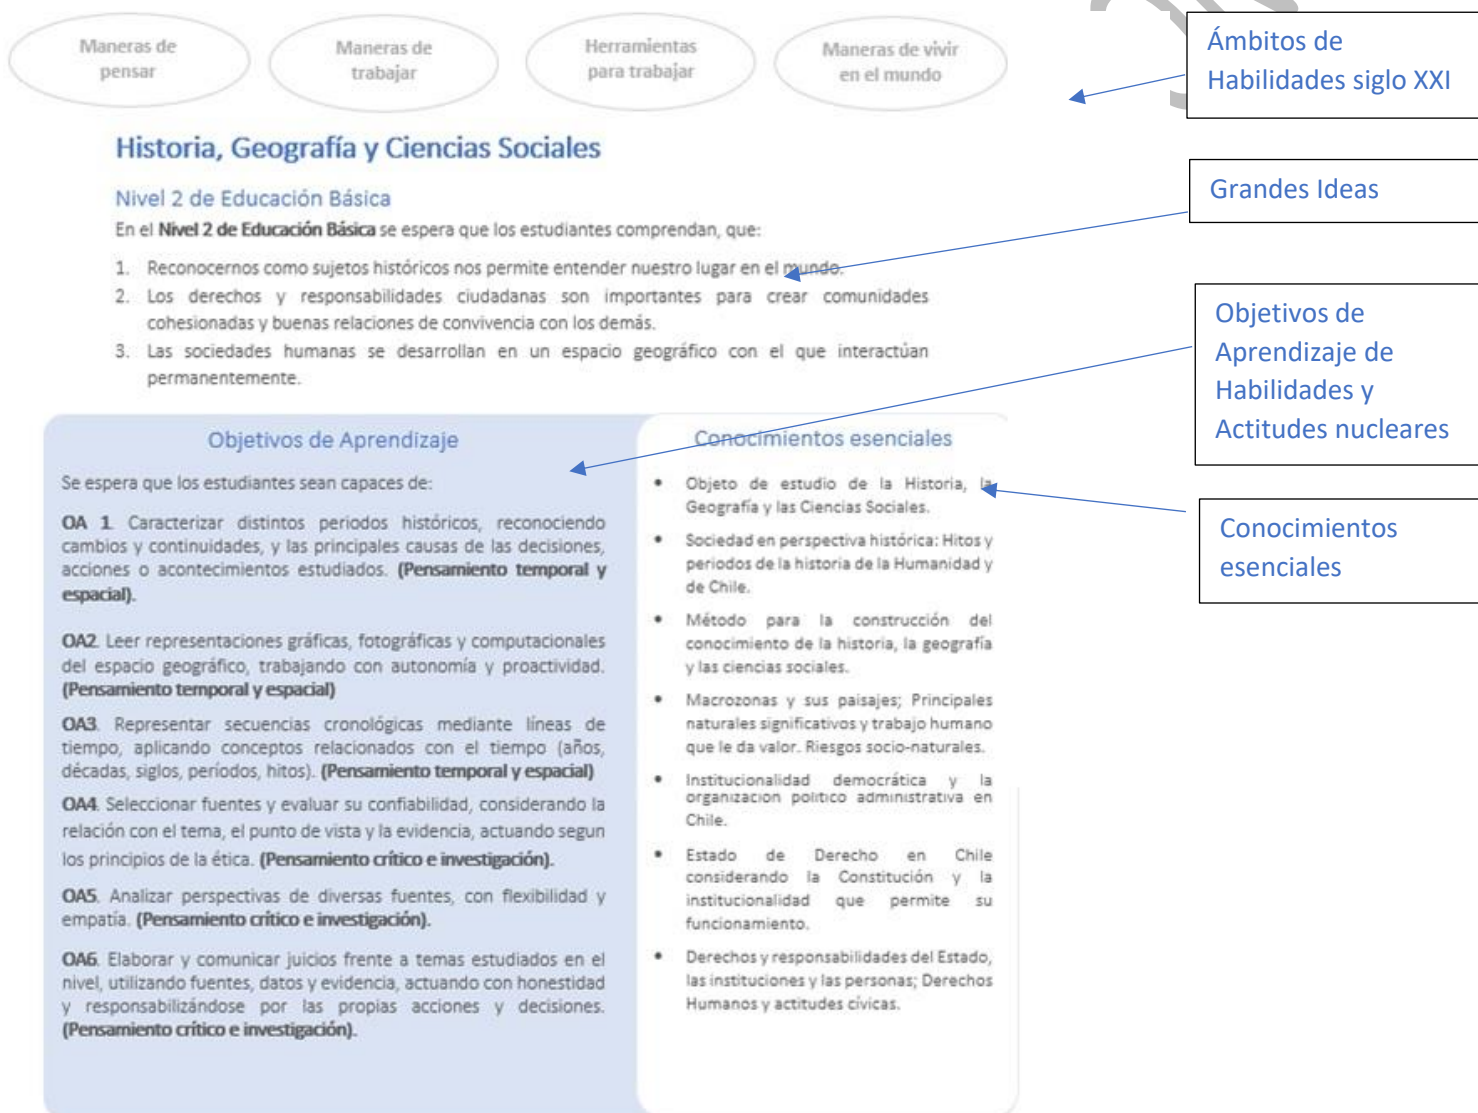 Maneras de
pensar
Maneras de
trabajar
Herramientas
para trabajar
Maneras de vivir
en el mundo
Ámbitos de
Habilidades siglo XXI
Historia, Geografía y Ciencias Sociales
Grandes Ideas
Nivel 2 de Educación Básica
En el Nivel 2 de Educación Básica se espera que los estudiantes comprendan, que:
1. Reconocernos como sujetos históricos nos permite entender nuestro lugar en el mundo.
2. Los derechos y responsabilidades ciudadanas son importantes para crear comunidades
cohesionadas y buenas relaciones de convivencia con los demás.
3. Las sociedades humanas se desarrollan en un espacio geográfico con el que interactúan
permanentemente.
Objetivos de
Aprendizaje de
Habilidades y
Actitudes nucleares
Objetivos de Aprendizaje
Se espera que los estudiantes sean capaces de:
OA 1. Caracterizar distintos periodos históricos, reconociendo
cambios y continuidades, y las principales causas de las decisiones,
acciones o acontecimientos estudiados. (Pensamiento temporal y
espacial).
OA2. Leer representaciones gráficas, fotográficas y computacionales
del espacio geográfico, trabajando con autonomía y proactividad.
(Pensamiento temporal y espacial)
OA3. Representar secuencias cronológicas mediante líneas de
tiempo, aplicando conceptos relacionados con el tiempo (años,
décadas, siglos, períodos, hitos). (Pensamiento temporal y espacial)
OA4. Seleccionar fuentes y evaluar su confiabilidad, considerando la
relación con el tema, el punto de vista y la evidencia, actuando segun
los principios de la ética. (Pensamiento crítico e investigación).
OA5. Analizar perspectivas de diversas fuentes, con flexibilidad y
empatía. (Pensamiento crítico e investigación).
OA6. Elaborar y comunicar juicios frente a temas estudiados en el
nivel, utilizando fuentes, datos y evidencia, actuando con honestidad
y responsabilizándose por las propias acciones y decisiones.
(Pensamiento crítico e investigación).
Conocimientos esenciales
• Objeto de estudio de la Historia, la
Geografía y las Ciencias Sociales.
• Sociedad en perspectiva histórica: Hitos y
periodos de la historia de la Humanidad y
de Chile.
• Método para la construcción del
conocimiento de la historia, la geografía
y las ciencias sociales.
• Macrozonas y sus paisajes; Principales
naturales significativos y trabajo humano
que le da valor. Riesgos socio-naturales.
• Institucionalidad democrática y la
organización político administrativa en
Chile.
• Estado de Derecho en Chile
considerando la Constitución y la
institucionalidad que permite su
funcionamiento.
• Derechos y responsabilidades del Estado,
las instituciones y las personas; Derechos
Humanos y actitudes cívicas.
Conocimientos
esenciales